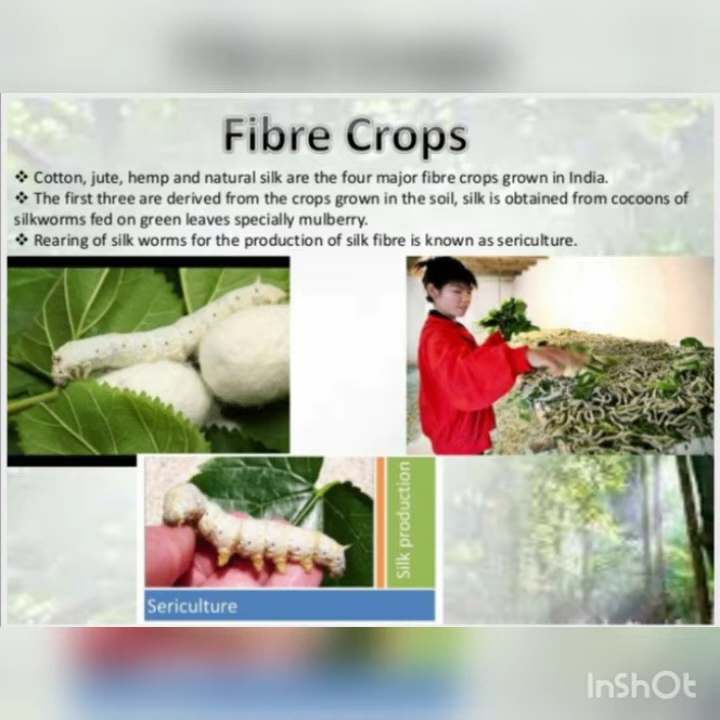 Fibre Crops
❖ Cotton, jute, hemp and natural silk are the four major fibre crops grown in India.
❖ The first three are derived from the crops grown in the soil, silk is obtained from cocoons of
silkworms fed on green leaves specially mulberry.
❖ Rearing of silk worms for the production of silk fibre is known as sericulture.
Silk production
Sericulture
InShOt